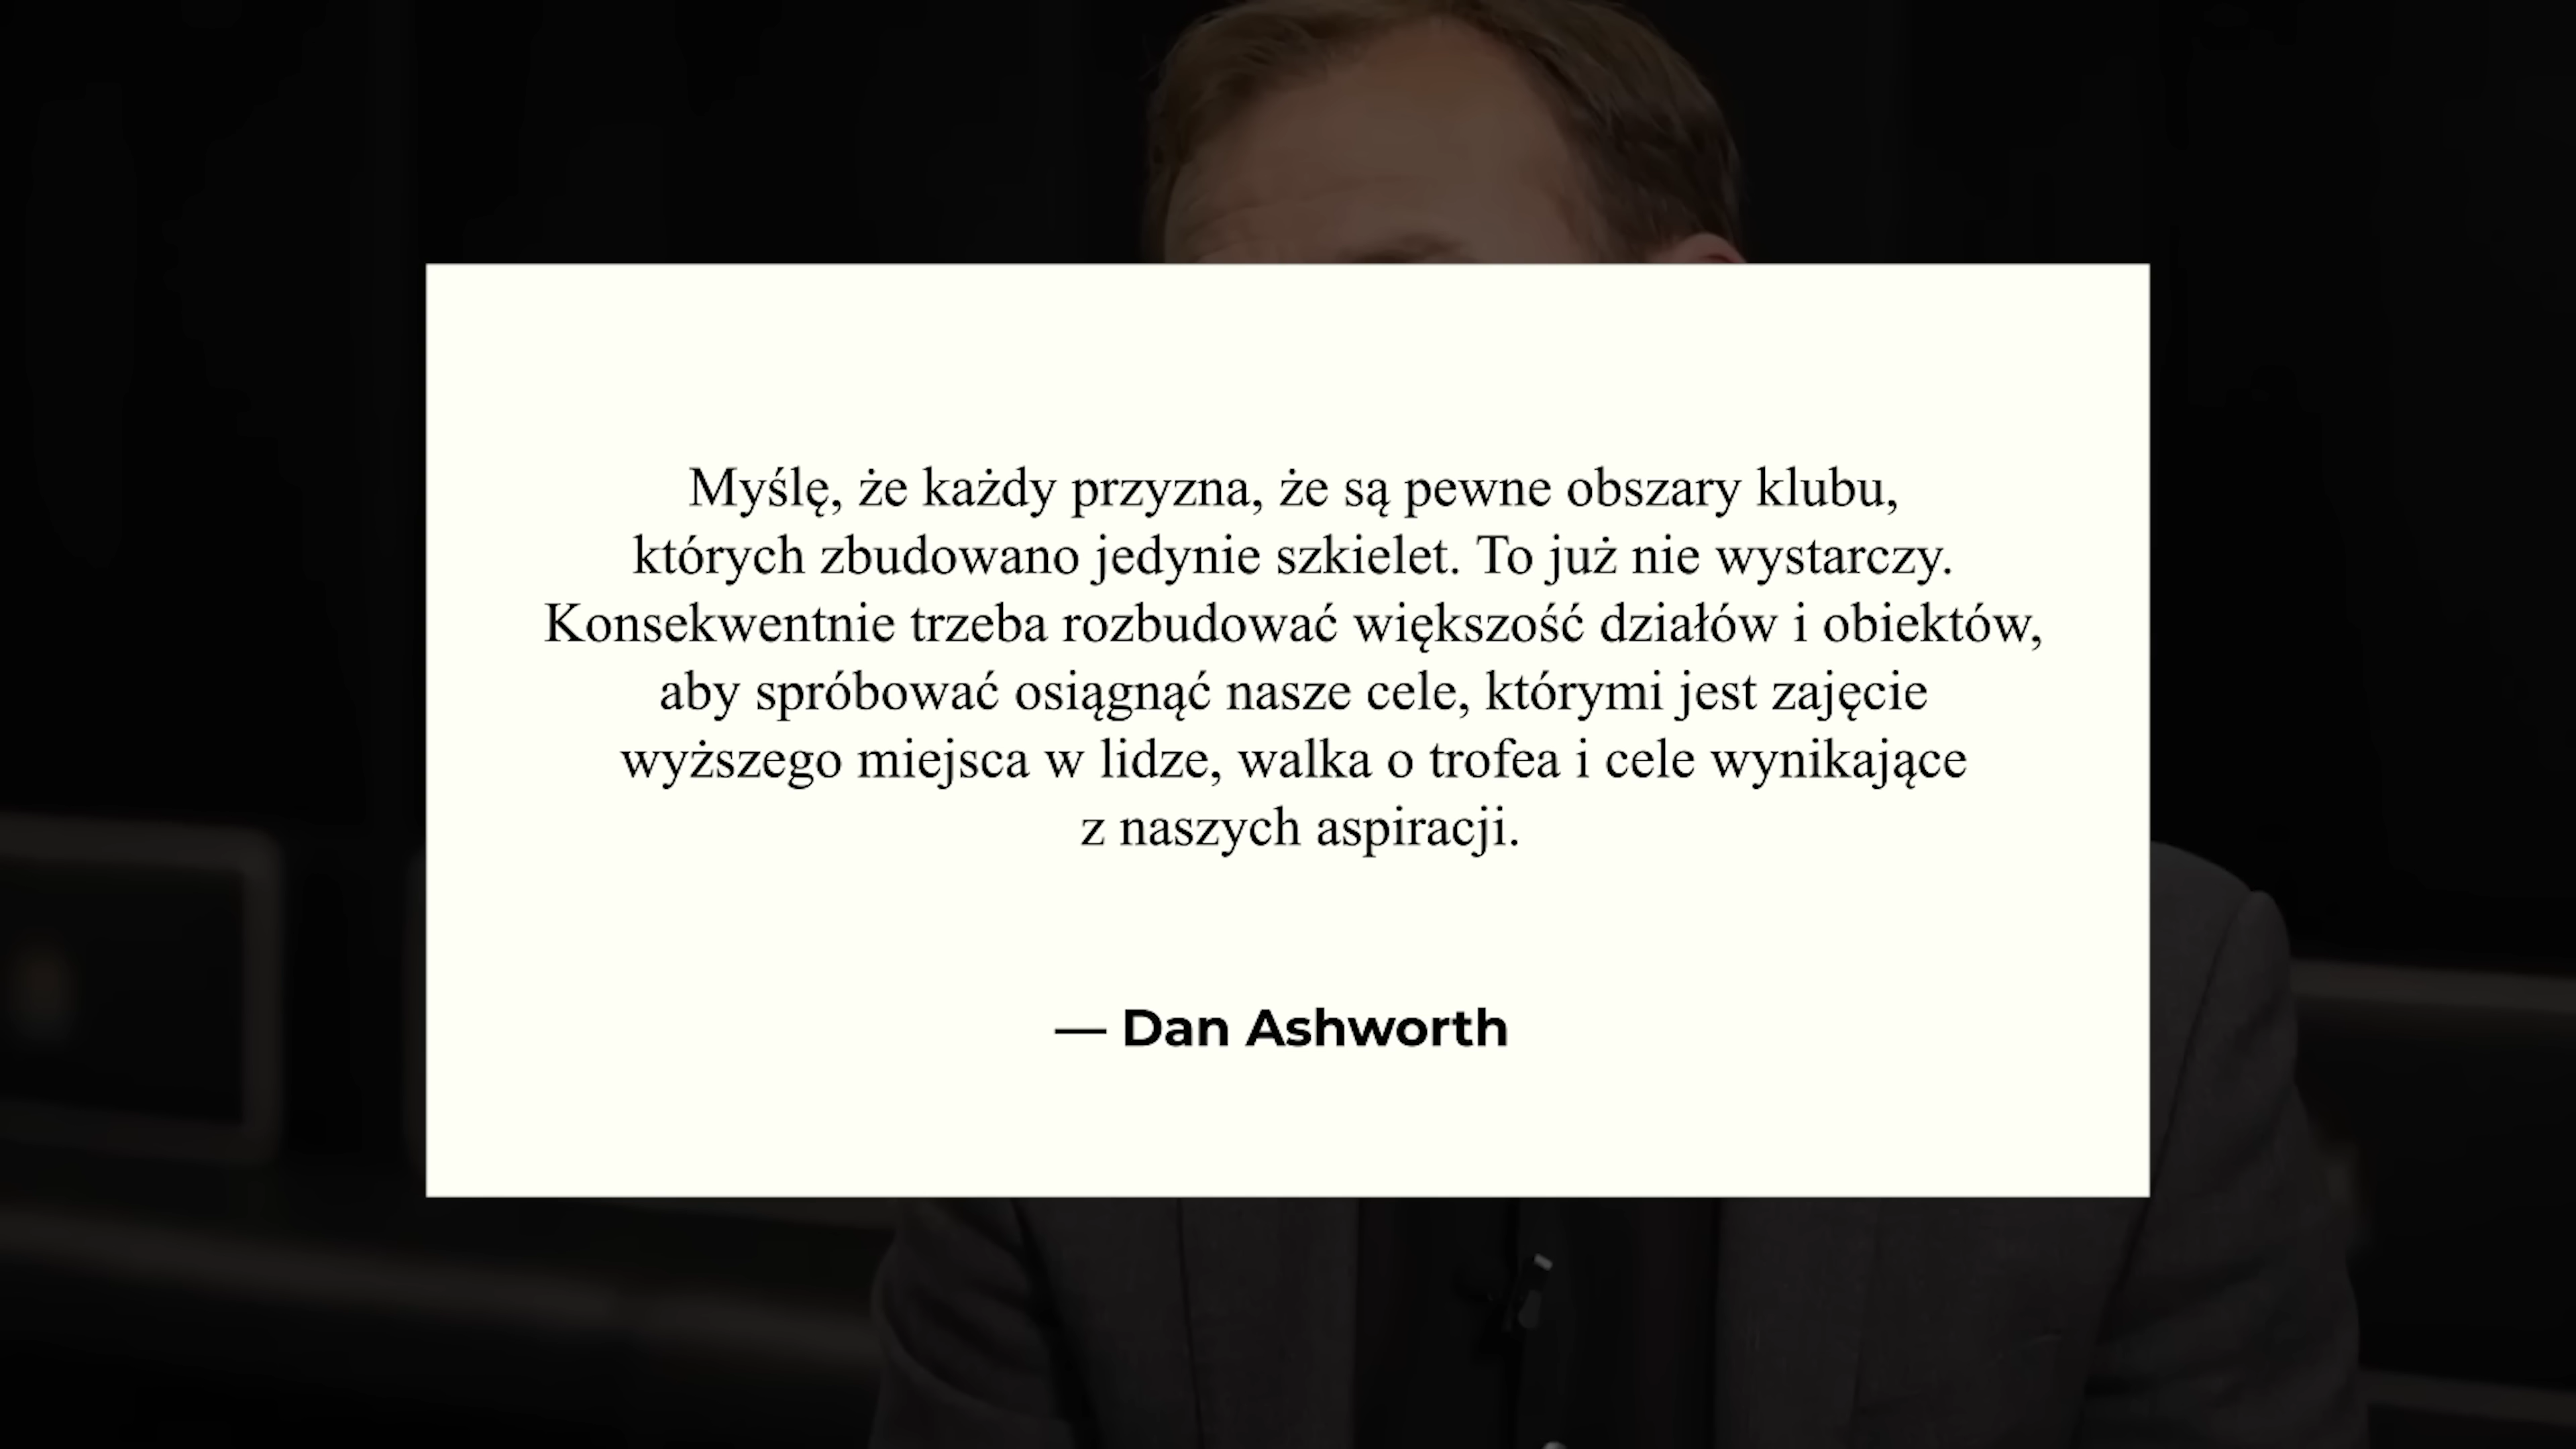 Myślę, że każdy przyzna, że są pewne obszary klubu,
których zbudowano jedynie szkielet. To już nie wystarczy.
Konsekwentnie trzeba rozbudować większość działów i obiektów,
aby spróbować osiągnąć nasze cele, którymi jest zajęcie
wyższego miejsca w lidze, walka o trofea i cele wynikające
z naszych aspiracji.
— Dan Ashworth